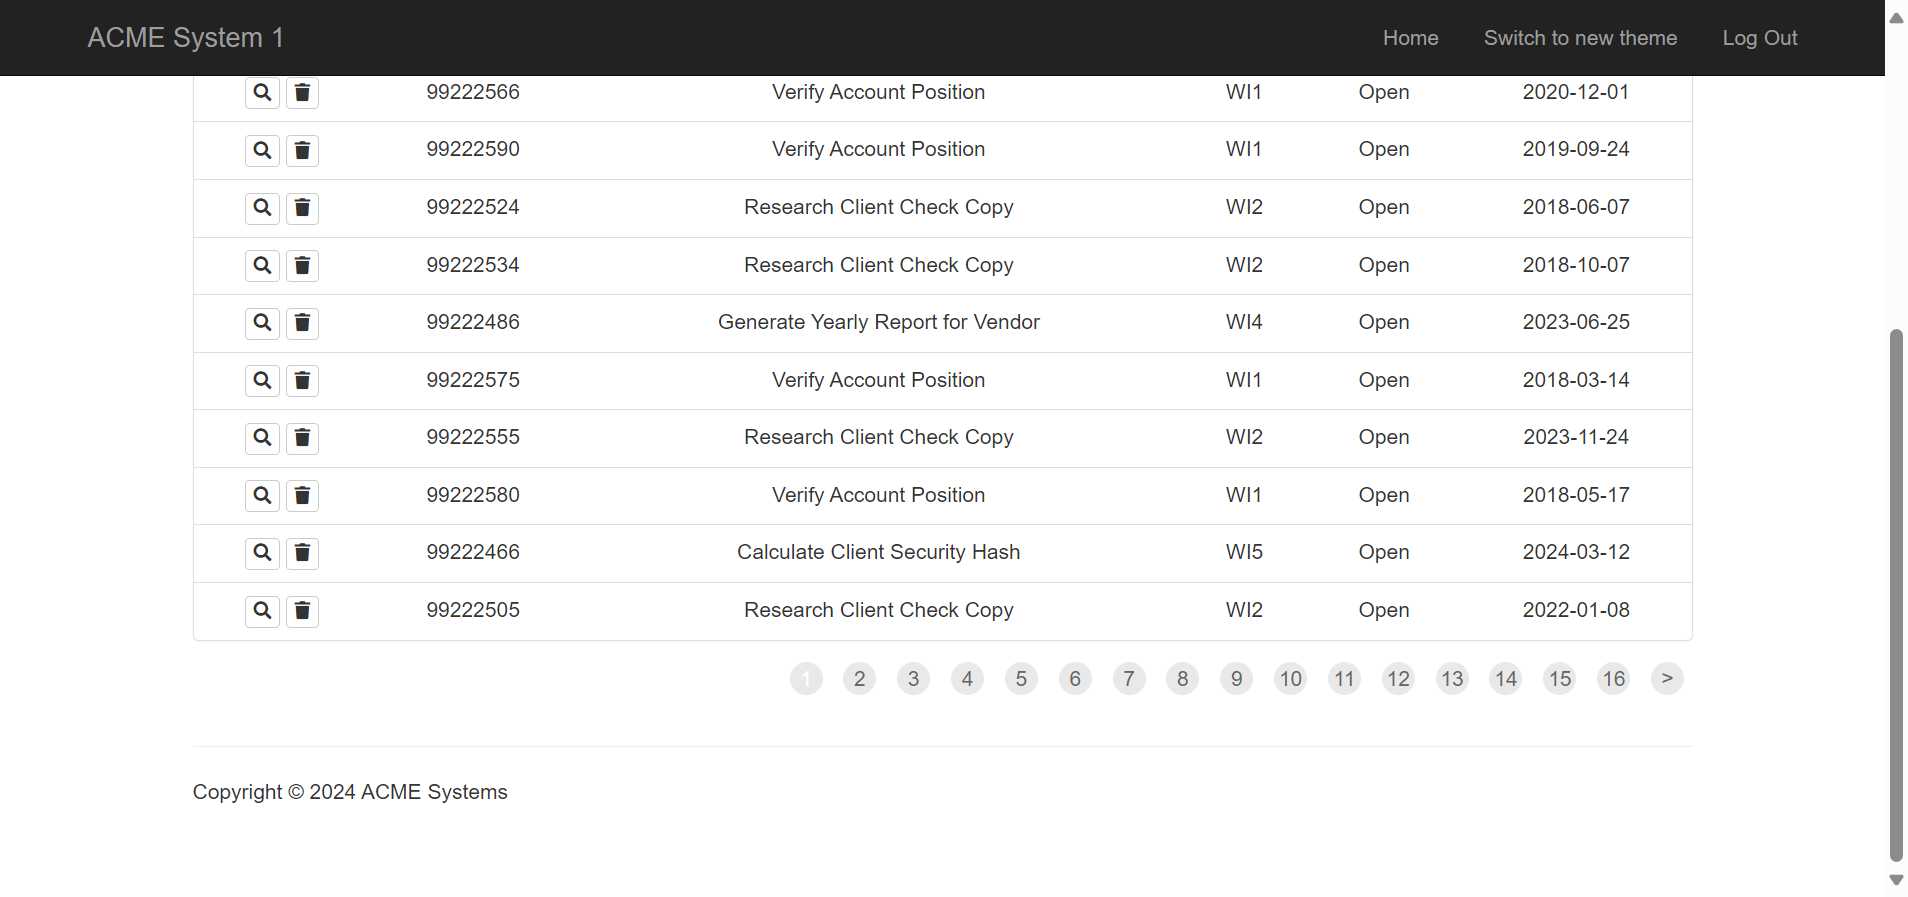 ACME System 1 Home Switch to new theme Log Out
99222566 Verify Account Position WI1 Open 2020-12-01
99222590 Verify Account Position WI1 Open 2019-09-24
99222524 Research Client Check Copy WI2 Open 2018-06-07
99222534 Research Client Check Copy WI2 Open 2018-10-07
99222486 Generate Yearly Report for Vendor WI4 Open 2023-06-25
99222575 Verify Account Position WI1 Open 2018-03-14
99222555 Research Client Check Copy WI2 Open 2023-11-24
99222580 Verify Account Position WI1 Open 2018-05-17
99222466 Calculate Client Security Hash WI5 Open 2024-03-12
99222505 Research Client Check Copy WI2 Open 2022-01-08
1 2 3 4 5 6 7 8 9 10 11 12 13 14 15 16 >
Copyright © 2024 ACME Systems